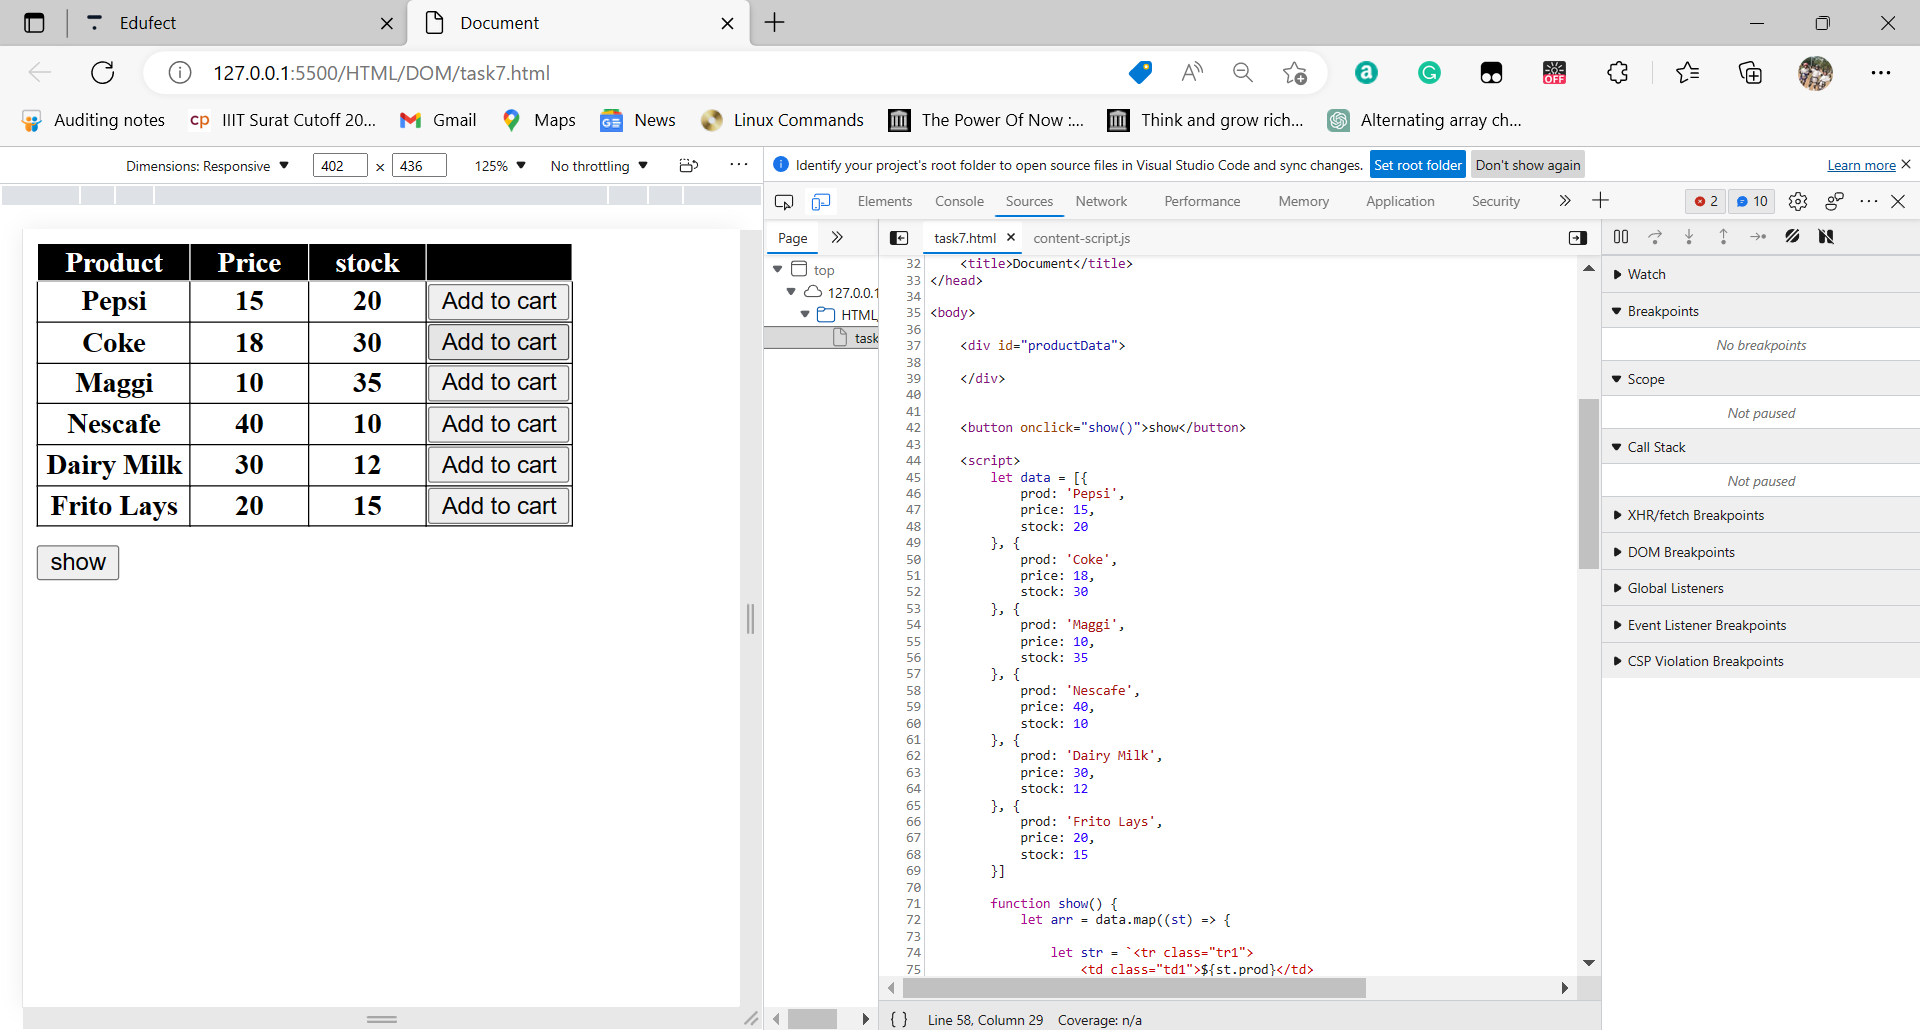 Edufect
Document
127.0.0.1:5500/HTML/DOM/task7.html
OFF
Auditing notes
cp IIIT Surat Cutoff 20...
Gmail
Maps
GE News
Linux Commands
The Power Of Now :...
Think and grow rich...
Alternating array ch...
Dimensions: Responsive 402 x 436 125% No throttling
Product Price stock
Pepsi 15 20 Add to cart
Coke 18 30 Add to cart
Maggi 10 35 Add to cart
Nescafe 40 10 Add to cart
Dairy Milk 30 12 Add to cart
Frito Lays 20 15 Add to cart
show
Identify your project's root folder to open source files in Visual Studio Code and sync changes. Set root folder Don't show again Learn more
Elements Console Sources Network Performance Memory Application Security 2 10
Page
top
127.0.0.1
HTML
task
task7.html content-script.js
32 <title>Document</title>
33 </head>
34
35 <body>
36
37 <div id="productData">
38
39 </div>
40
41
42 <button onclick="show()">show</button>
43
44 <script>
45 let data = [{
46 prod: 'Pepsi',
47 price: 15,
48 stock: 20
49 }, {
50 prod: 'Coke',
51 price: 18,
52 stock: 30
53 }, {
54 prod: 'Maggi',
55 price: 10,
56 stock: 35
57 }, {
58 prod: 'Nescafe',
59 price: 40,
60 stock: 10
61 }, {
62 prod: 'Dairy Milk',
63 price: 30,
64 stock: 12
65 }, {
66 prod: 'Frito Lays',
67 price: 20,
68 stock: 15
69 }]
70
71 function show() {
72 let arr = data.map((st) => {
73
74 let str = `<tr class="tr1">
75 <td class="td1">${st.prod}</td>
{ } Line 58, Column 29 Coverage: n/a
Watch
Breakpoints
No breakpoints
Scope
Not paused
Call Stack
Not paused
XHR/fetch Breakpoints
DOM Breakpoints
Global Listeners
Event Listener Breakpoints
CSP Violation Breakpoints